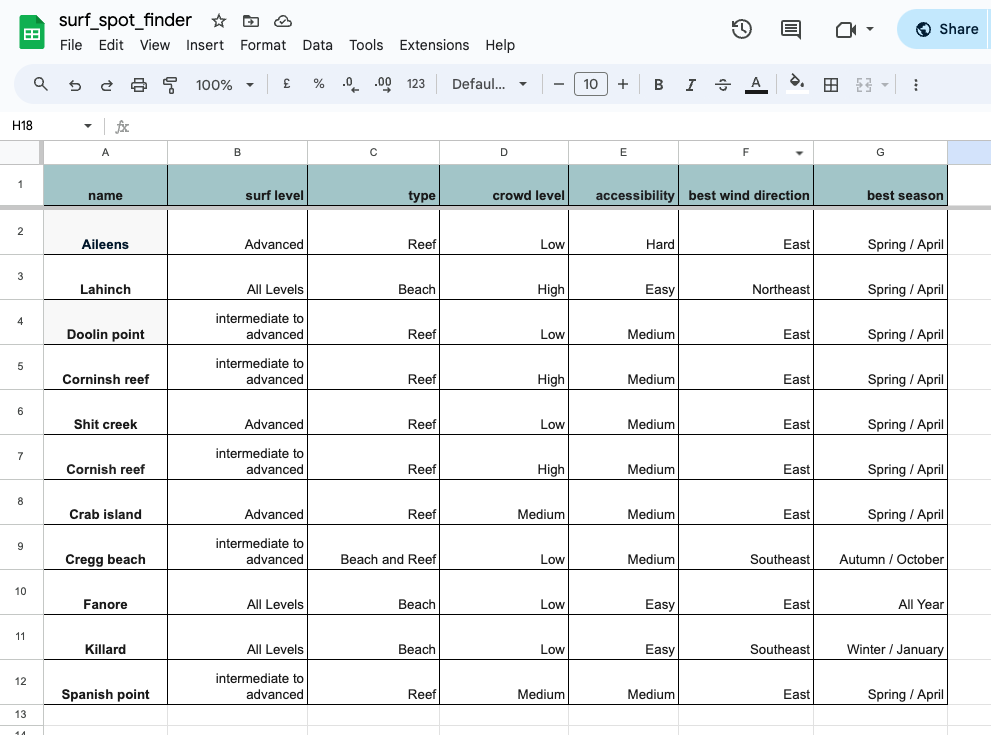 surf_spot_finder
File Edit View Insert Format Data Tools Extensions Help
Share
100% £ % .0 .00 123 Defaul... − 10 + B I S A
H18 fx
A B C D E F G
1 name surf level type crowd level accessibility best wind direction best season
2 Aileens Advanced Reef Low Hard East Spring / April
3 Lahinch All Levels Beach High Easy Northeast Spring / April
4 Doolin point intermediate to advanced Reef Low Medium East Spring / April
5 Corninsh reef intermediate to advanced Reef High Medium East Spring / April
6 Shit creek Advanced Reef Low Medium East Spring / April
7 Cornish reef intermediate to advanced Reef High Medium East Spring / April
8 Crab island Advanced Reef Medium Medium East Spring / April
9 Cregg beach intermediate to advanced Beach and Reef Low Medium Southeast Autumn / October
10 Fanore All Levels Beach Low Easy East All Year
11 Killard All Levels Beach Low Easy Southeast Winter / January
12 Spanish point intermediate to advanced Reef Medium Medium East Spring / April
13
14